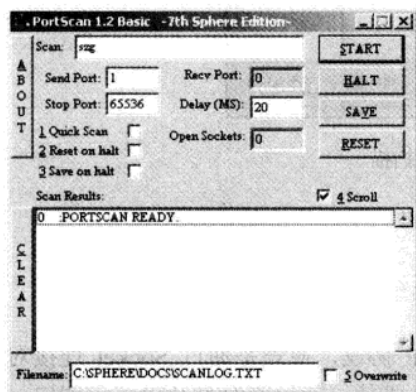 PortScan 1.2 Basic -7th Sphere Edition-
ABOUT
Scan: szg
START
Send Port: 1
Recv Port: 0
HALT
Stop Port: 65536
Delay (MS): 20
SAVE
1 Quick Scan
Open Sockets: 0
RESET
2 Reset on halt
3 Save on halt
Scan Results:
4 Scroll
CLEAR
0 :PORTSCAN READY.
Filename: C:\SPHERE\DOCS\SCANLOG.TXT
5 Overwrite